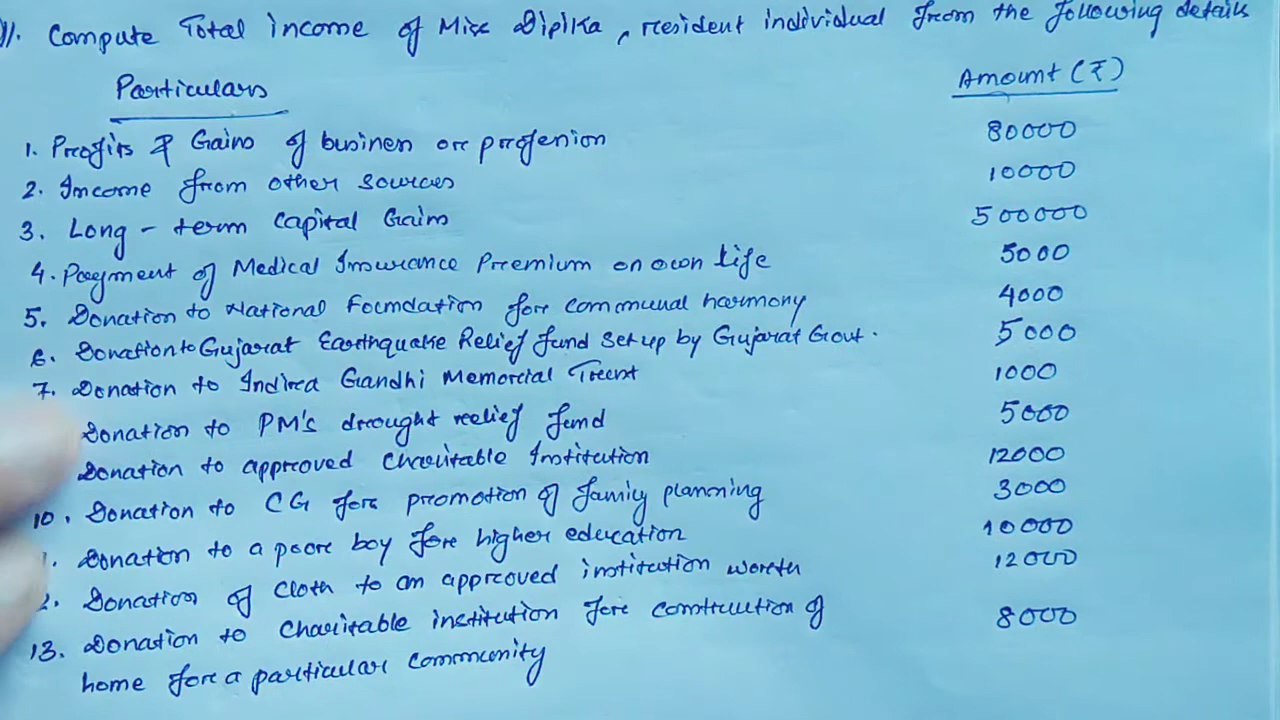 11. Compute Total income of Miss Dipika, resident individual from the following details
Particulars Amount (₹)
1. Profits & Gains of business or profession 80000
2. Income from other sources 10000
3. Long-term Capital Gain 500000
4. Payment of Medical Insurance Premium on own life 5000
5. Donation to National Foundation for communal harmony 4000
6. Donation to Gujarat Earthquake Relief fund set up by Gujarat Govt. 5000
7. Donation to Indira Gandhi Memorial Trust 1000
Donation to PM's drought relief fund 5000
Donation to approved charitable Institution 12000
10. Donation to CG for promotion of family planning 3000
1. Donation to a poor boy for higher education 10000
2. Donation of cloth to an approved institution worth 12000
13. Donation to charitable institution for construction of 8000
home for a particular community